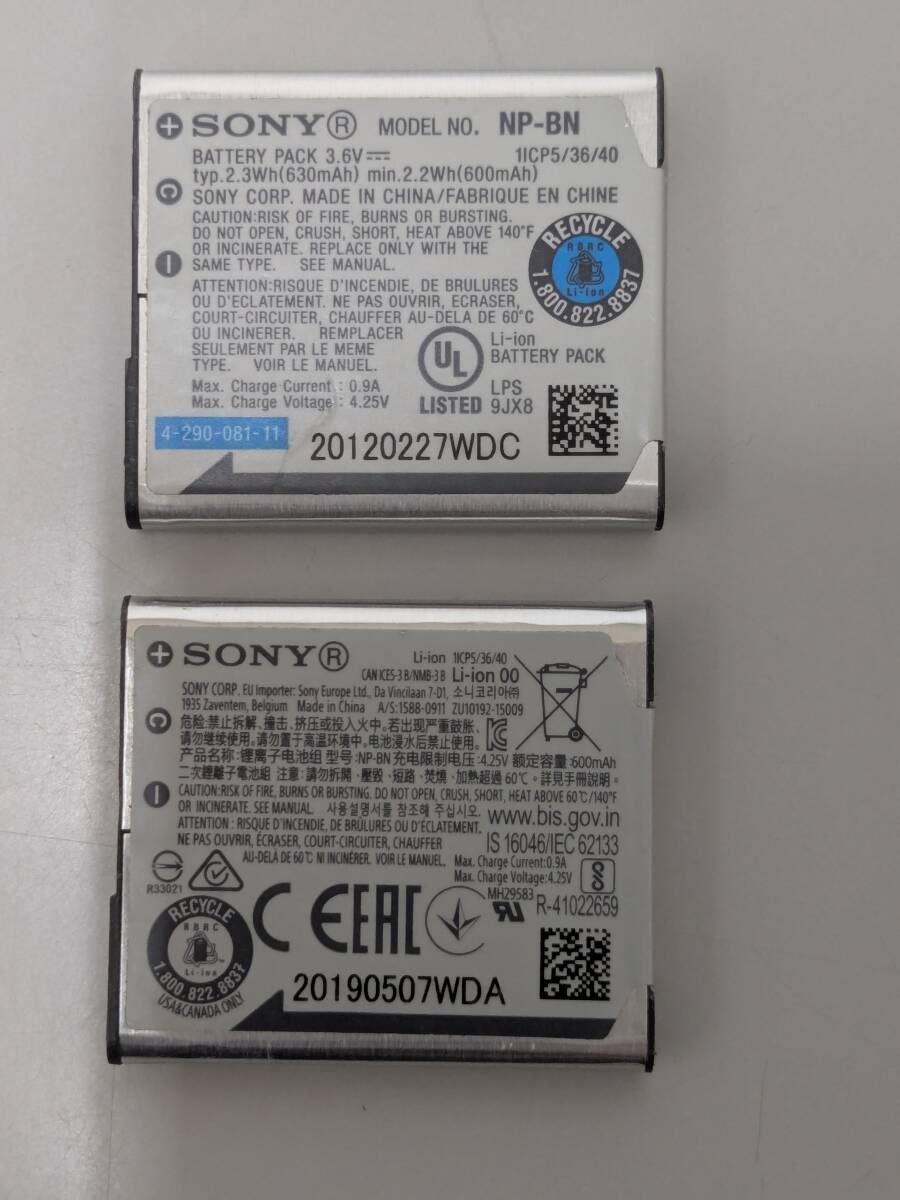 + SONY® MODEL NO. NP-BN
BATTERY PACK 3.6V⎓ 1ICP5/36/40
typ.2.3Wh(630mAh) min.2.2Wh(600mAh)
C SONY CORP. MADE IN CHINA/FABRIQUE EN CHINE
CAUTION:RISK OF FIRE, BURNS OR BURSTING.
DO NOT OPEN, CRUSH, SHORT, HEAT ABOVE 140°F
OR INCINERATE. REPLACE ONLY WITH THE
SAME TYPE. SEE MANUAL.
−
RECYCLE
RBRC
Li-ion
1.800.822.8837
ATTENTION:RISQUE D'INCENDIE, DE BRULURES
OU D'ECLATEMENT. NE PAS OUVRIR, ECRASER,
COURT-CIRCUITER, CHAUFFER AU-DELA DE 60°C
OU INCINERER. REMPLACER
SEULEMENT PAR LE MEME
TYPE. VOIR LE MANUEL.
UL
LISTED
Li-ion
BATTERY PACK
LPS
9JX8
Max. Charge Current : 0.9A
Max. Charge Voltage : 4.25V
4-290-081-11
20120227WDC
+ SONY® Li-ion 1ICP5/36/40
CAN ICES-3 B/NMB-3 B Li-ion 00
SONY CORP. EU Importer: Sony Europe Ltd., Da Vincilaan 7-D1, 소니코리아㈜
1935 Zaventem, Belgium Made in China A/S:1588-0911 ZU10192-15009
C 危险:禁止拆解、撞击、挤压或投入火中。若出现严重鼓胀、
请勿继续使用。请勿置于高温环境中。电池浸水后禁止使用。
产品名称:锂离子电池组 型号:NP-BN 充电限制电压:4.25V 额定容量:600mAh
二次鋰離子電池組 注意:請勿拆開、壓毀、短路、焚燒、加熱超過 60℃。詳見手冊說明。
− CAUTION:RISK OF FIRE, BURNS OR BURSTING. DO NOT OPEN, CRUSH, SHORT, HEAT ABOVE 60℃/140°F
OR INCINERATE. SEE MANUAL. 사용설명서를 참조해 주십시오. www.bis.gov.in
ATTENTION : RISQUE D'INCENDIE, DE BRÛLURES OU D'ÉCLATEMENT.
NE PAS OUVRIR, ÉCRASER, COURT-CIRCUITER, CHAUFFER IS 16046/IEC 62133
AU-DELÀ DE 60℃ NI INCINÉRER. VOIR LE MANUEL. Max. Charge Current:0.9A
Max. Charge Voltage:4.25V
R33021
MH29583
R-41022659
CE EAC
RECYCLE
RBRC
Li-ion
1.800.822.8837
USA&CANADA ONLY
20190507WDA